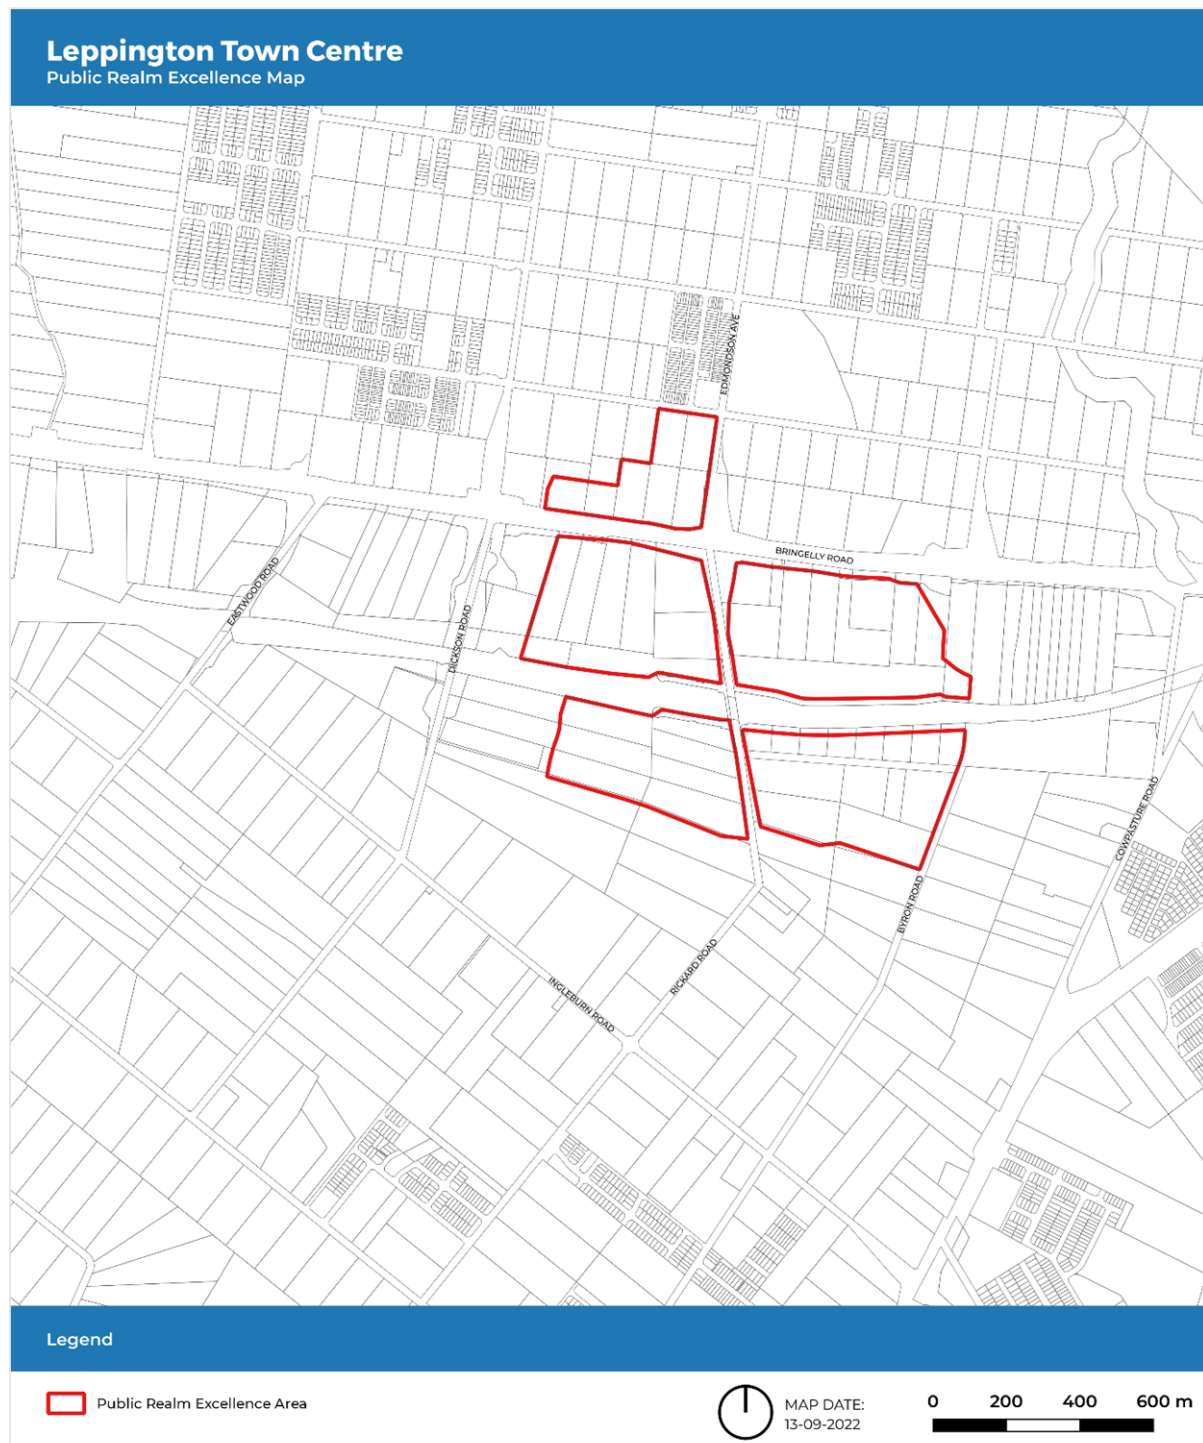 Leppington Town Centre
Public Realm Excellence Map
EDMONDSON AVE
BRINGELLY ROAD
EASTWOOD ROAD
DICKSON ROAD
COWPASTURE ROAD
BYRON ROAD
RICKARD ROAD
INGLEBURN ROAD
Legend
Public Realm Excellence Area
MAP DATE:
13-09-2022
0 200 400 600 m